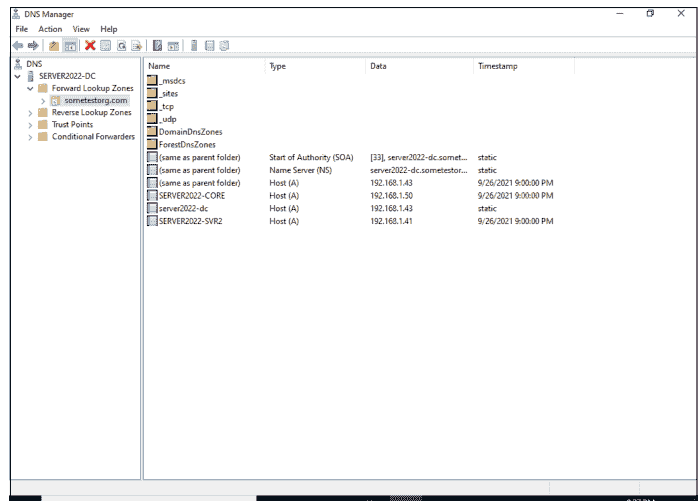 DNS Manager
File Action View Help
DNS
SERVER2022-DC
Forward Lookup Zones
sometestorg.com
Reverse Lookup Zones
Trust Points
Conditional Forwarders
Name Type Data Timestamp
_msdcs
_sites
_tcp
_udp
DomainDnsZones
ForestDnsZones
(same as parent folder) Start of Authority (SOA) [33], server2022-dc.somet... static
(same as parent folder) Name Server (NS) server2022-dc.sometestor... static
(same as parent folder) Host (A) 192.168.1.43 9/26/2021 9:00:00 PM
SERVER2022-CORE Host (A) 192.168.1.50 9/26/2021 9:00:00 PM
server2022-dc Host (A) 192.168.1.43 static
SERVER2022-SVR2 Host (A) 192.168.1.41 9/26/2021 9:00:00 PM